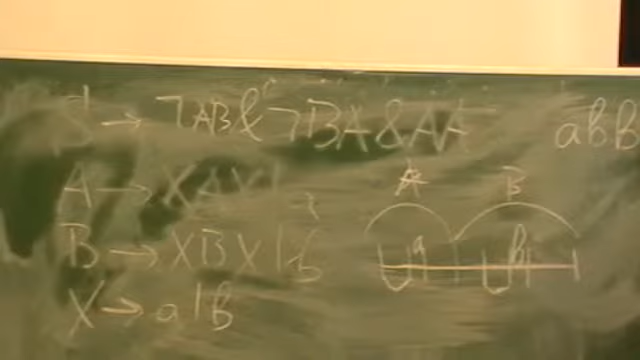 S → ¬AB & ¬BA & AA
abb
A → XAX|
B → XBX|b
X → a|b
A B
a b